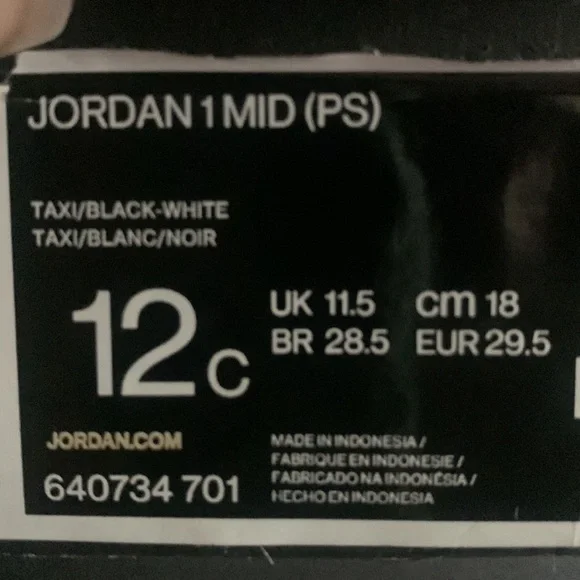 JORDAN 1 MID (PS)
TAXI/BLACK-WHITE
TAXI/BLANC/NOIR
12C
UK 11.5 cm 18
BR 28.5 EUR 29.5
JORDAN.COM
640734 701
MADE IN INDONESIA /
FABRIQUE EN INDONESIE /
FABRICADO NA INDONÉSIA /
HECHO EN INDONESIA